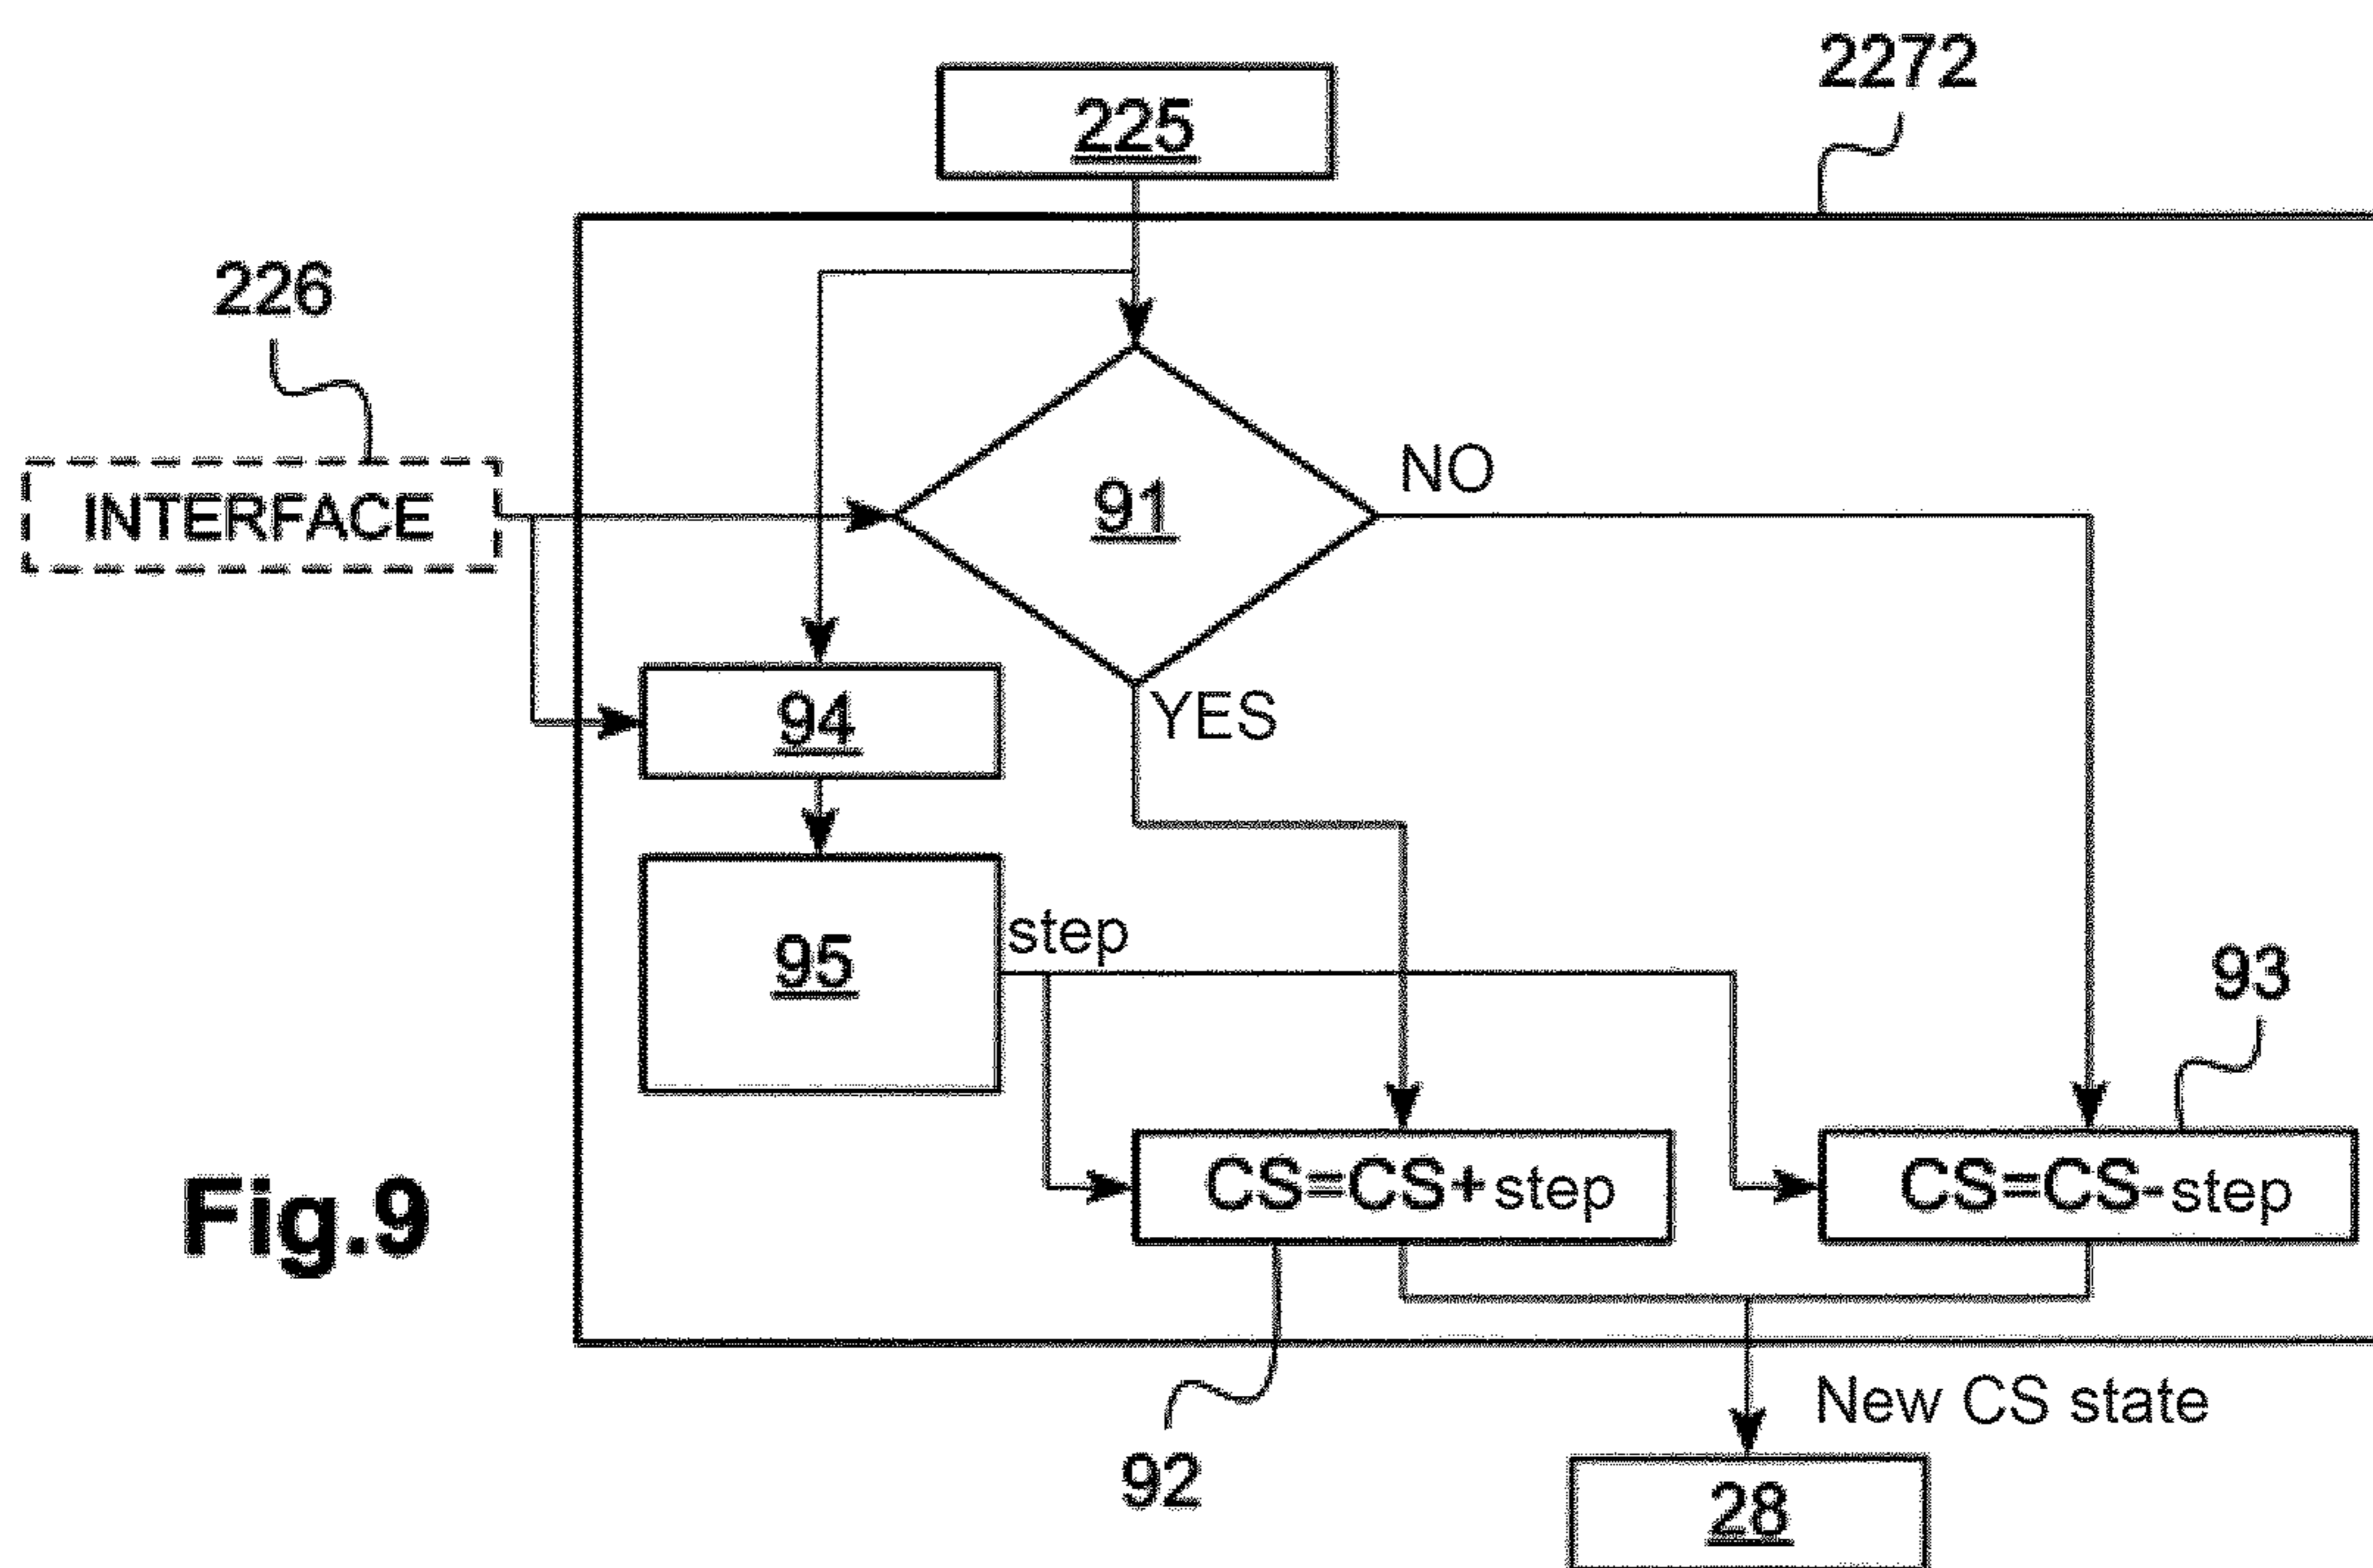 2272
225
226
INTERFACE
91
NO
94
YES
95
step
93
CS=CS+step
CS=CS-step
Fig.9
New CS state
92
28